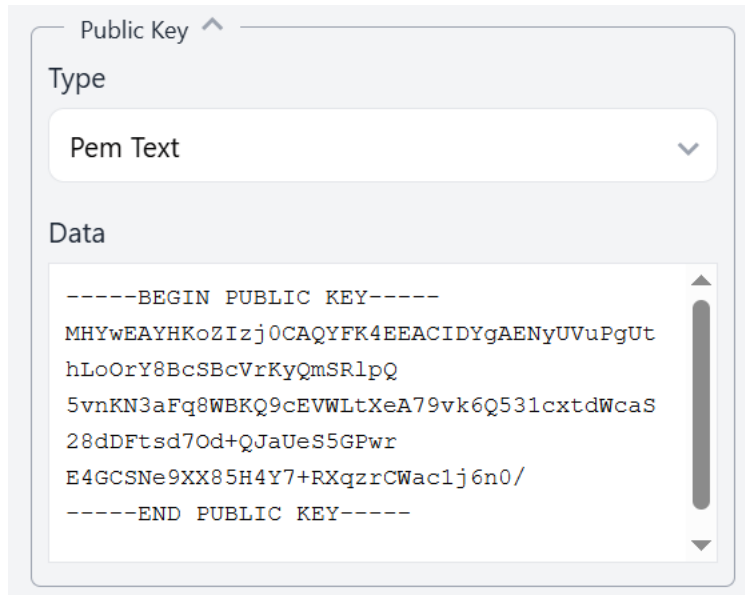 Public Key
Type
Pem Text
Data
-----BEGIN PUBLIC KEY-----
MHYwEAYHKoZIzj0CAQYFK4EEACIDYgAENyUVuPgUt
hLoOrY8BcSBcVrKyQmSRlpQ
5vnKN3aFq8WBKQ9cEVWLtXeA79vk6Q531cxtdWcaS
28dDFtsd7Od+QJaUeS5GPwr
E4GCSNe9XX85H4Y7+RXqzrCWac1j6n0/
-----END PUBLIC KEY-----